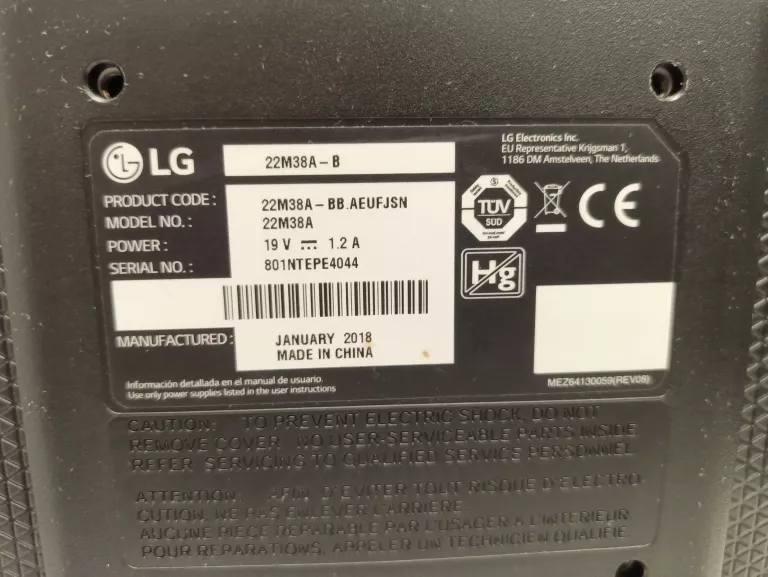 LG
22M38A-B
LG Electronics Inc.
EU Representative Krijgsman 1,
1186 DM Amstelveen, The Netherlands
PRODUCT CODE : 22M38A-BB.AEUFJSN
MODEL NO. : 22M38A
POWER : 19 V ⎓ 1.2 A
SERIAL NO. : 801NTEPE4044
TÜV
SÜD
CE
Hg
MANUFACTURED : JANUARY 2018
MADE IN CHINA
Información detallada en el manual de usuario.
Use only power supplies listed in the user instructions
MEZ64130059(REV08)
CAUTION: TO PREVENT ELECTRIC SHOCK, DO NOT
REMOVE COVER. NO USER-SERVICEABLE PARTS INSIDE
REFER SERVICING TO QUALIFIED SERVICE PERSONNEL.
ATTENTION: AFIN D'EVITER TOUT RISQUE D'ELECTRO
CUTION, NE PAS ENLEVER L'ARRIERE.
AUCUNE PIECE REPARABLE PAR L'USAGER A L'INTERIEUR
POUR REPARATIONS, APPELER UN TECHNICIEN QUALIFIE.